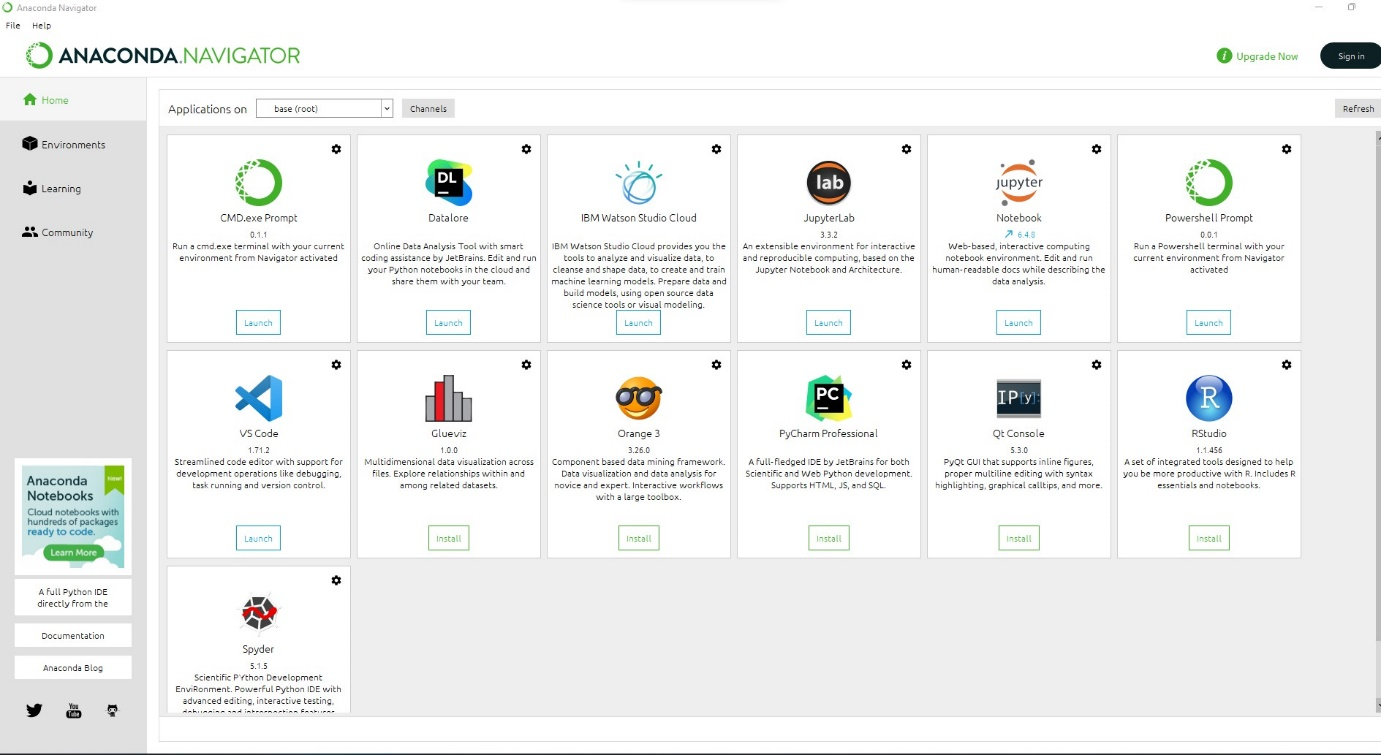 Anaconda Navigator
File Help
ANACONDA.NAVIGATOR
i Upgrade Now
Sign in
Home
Environments
Learning
Community
Applications on
base (root)
Channels
Refresh
CMD.exe Prompt
0.1.1
Run a cmd.exe terminal with your current
environment from Navigator activated
Launch
DL
Datalore
Online Data Analysis Tool with smart
coding assistance by JetBrains. Edit and run
your Python notebooks in the cloud and
share them with your team.
Launch
IBM Watson Studio Cloud
IBM Watson Studio Cloud provides you the
tools to analyze and visualize data, to
cleanse and shape data, to create and train
machine learning models. Prepare data and
build models, using open source data
science tools or visual modeling.
Launch
lab
JupyterLab
3.3.2
An extensible environment for interactive
and reproducible computing, based on the
Jupyter Notebook and Architecture.
Launch
jupyter
Notebook
6.4.8
Web-based, interactive computing
notebook environment. Edit and run
human-readable docs while describing the
data analysis.
Launch
Powershell Prompt
0.0.1
Run a Powershell terminal with your
current environment from Navigator
activated
Launch
VS Code
1.71.2
Streamlined code editor with support for
development operations like debugging,
task running and version control.
Launch
Glueviz
1.0.0
Multidimensional data visualization across
files. Explore relationships within and
among related datasets.
Install
Orange 3
3.26.0
Component based data mining framework.
Data visualization and data analysis for
novice and expert. Interactive workflows
with a large toolbox.
Install
PC
PyCharm Professional
A full-fledged IDE by JetBrains for both
Scientific and Web Python development.
Supports HTML, JS, and SQL.
Install
IP[y]:
Qt Console
5.3.0
PyQt GUI that supports inline figures,
proper multiline editing with syntax
highlighting, graphical calltips, and more.
Install
R
RStudio
1.1.456
A set of integrated tools designed to help
you be more productive with R. Includes R
essentials and notebooks.
Install
Spyder
5.1.5
Scientific PYthon Development
EnviRonment. Powerful Python IDE with
advanced editing, interactive testing,
debugging and introspection features
Anaconda
Notebooks
New!
Cloud notebooks with
hundreds of packages
ready to code.
Learn More
A full Python IDE
directly from the
Documentation
Anaconda Blog
You
Tube